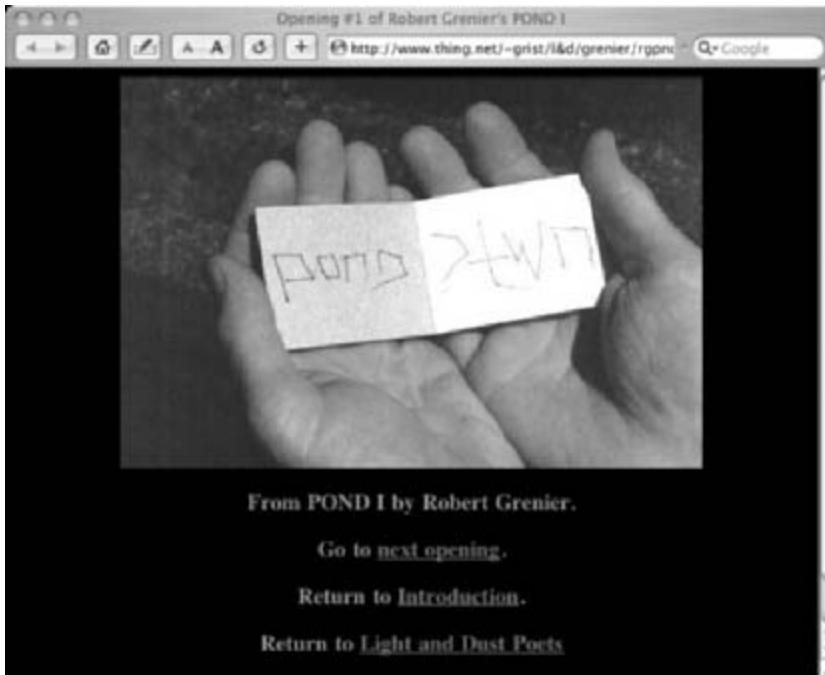 Opening #1 of Robert Grenier's POND I
A A + http://www.thing.net/~grist/l&d/grenier/rgpnd Google
pond
From POND I by Robert Grenier.
Go to next opening.
Return to Introduction.
Return to Light and Dust Poets